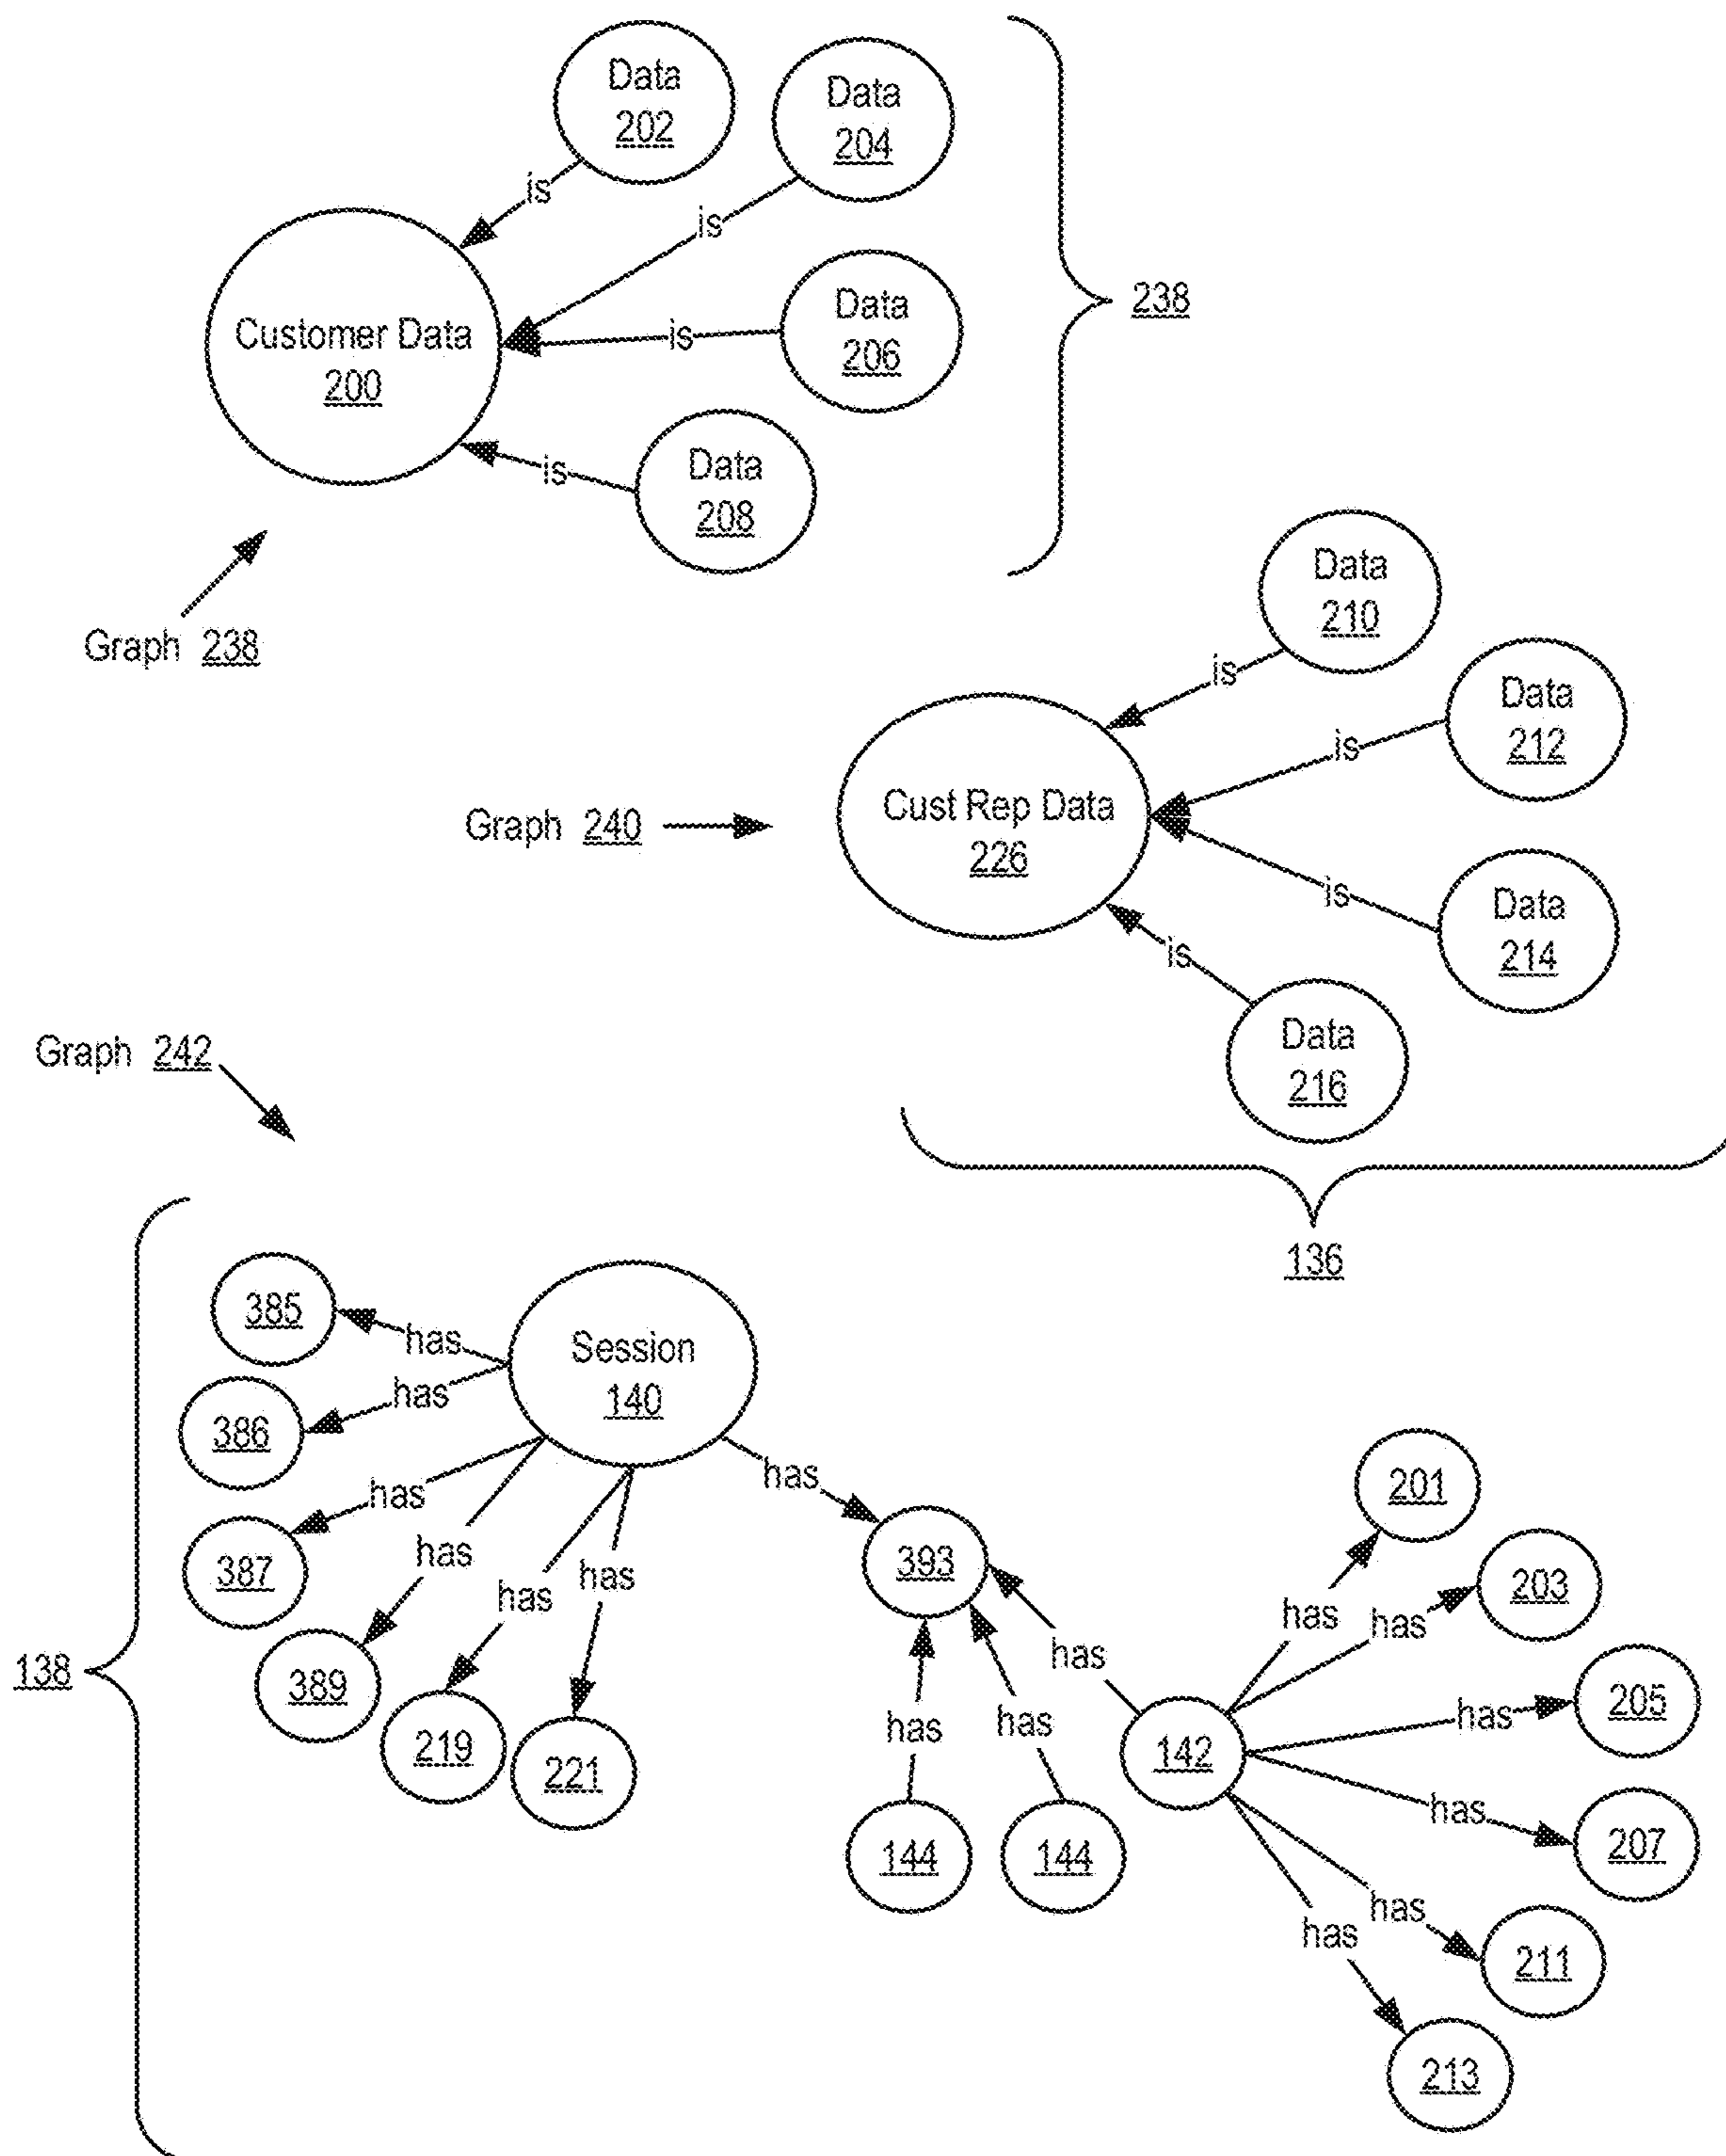 Data
202
Data
204
is
is
Customer Data
200
is
Data
206
238
is
Data
208
Graph 238
Data
210
is
Data
212
is
Graph 240
Cust Rep Data
226
is
Data
214
is
Data
216
136
Graph 242
138
Session
140
385
has
386
has
387
has
389
has
219
has
221
has
has
393
has
144
has
144
has
142
has
201
has
203
has
205
has
207
has
211
has
213